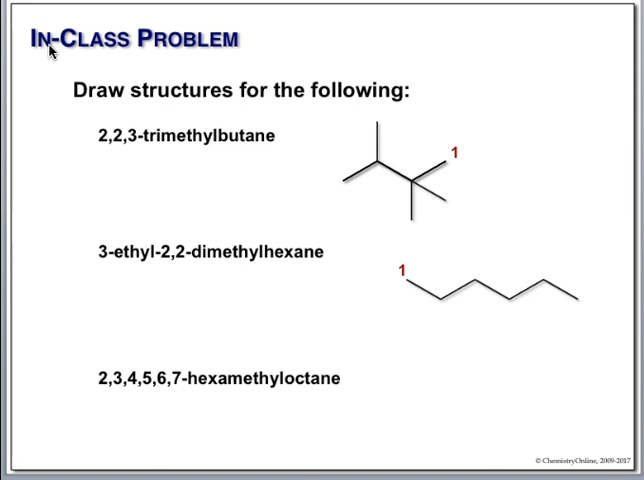 IN-CLASS PROBLEM
Draw structures for the following:
2,2,3-trimethylbutane
1
3-ethyl-2,2-dimethylhexane
1
2,3,4,5,6,7-hexamethyloctane
© ChemistryOnline, 2009-2017